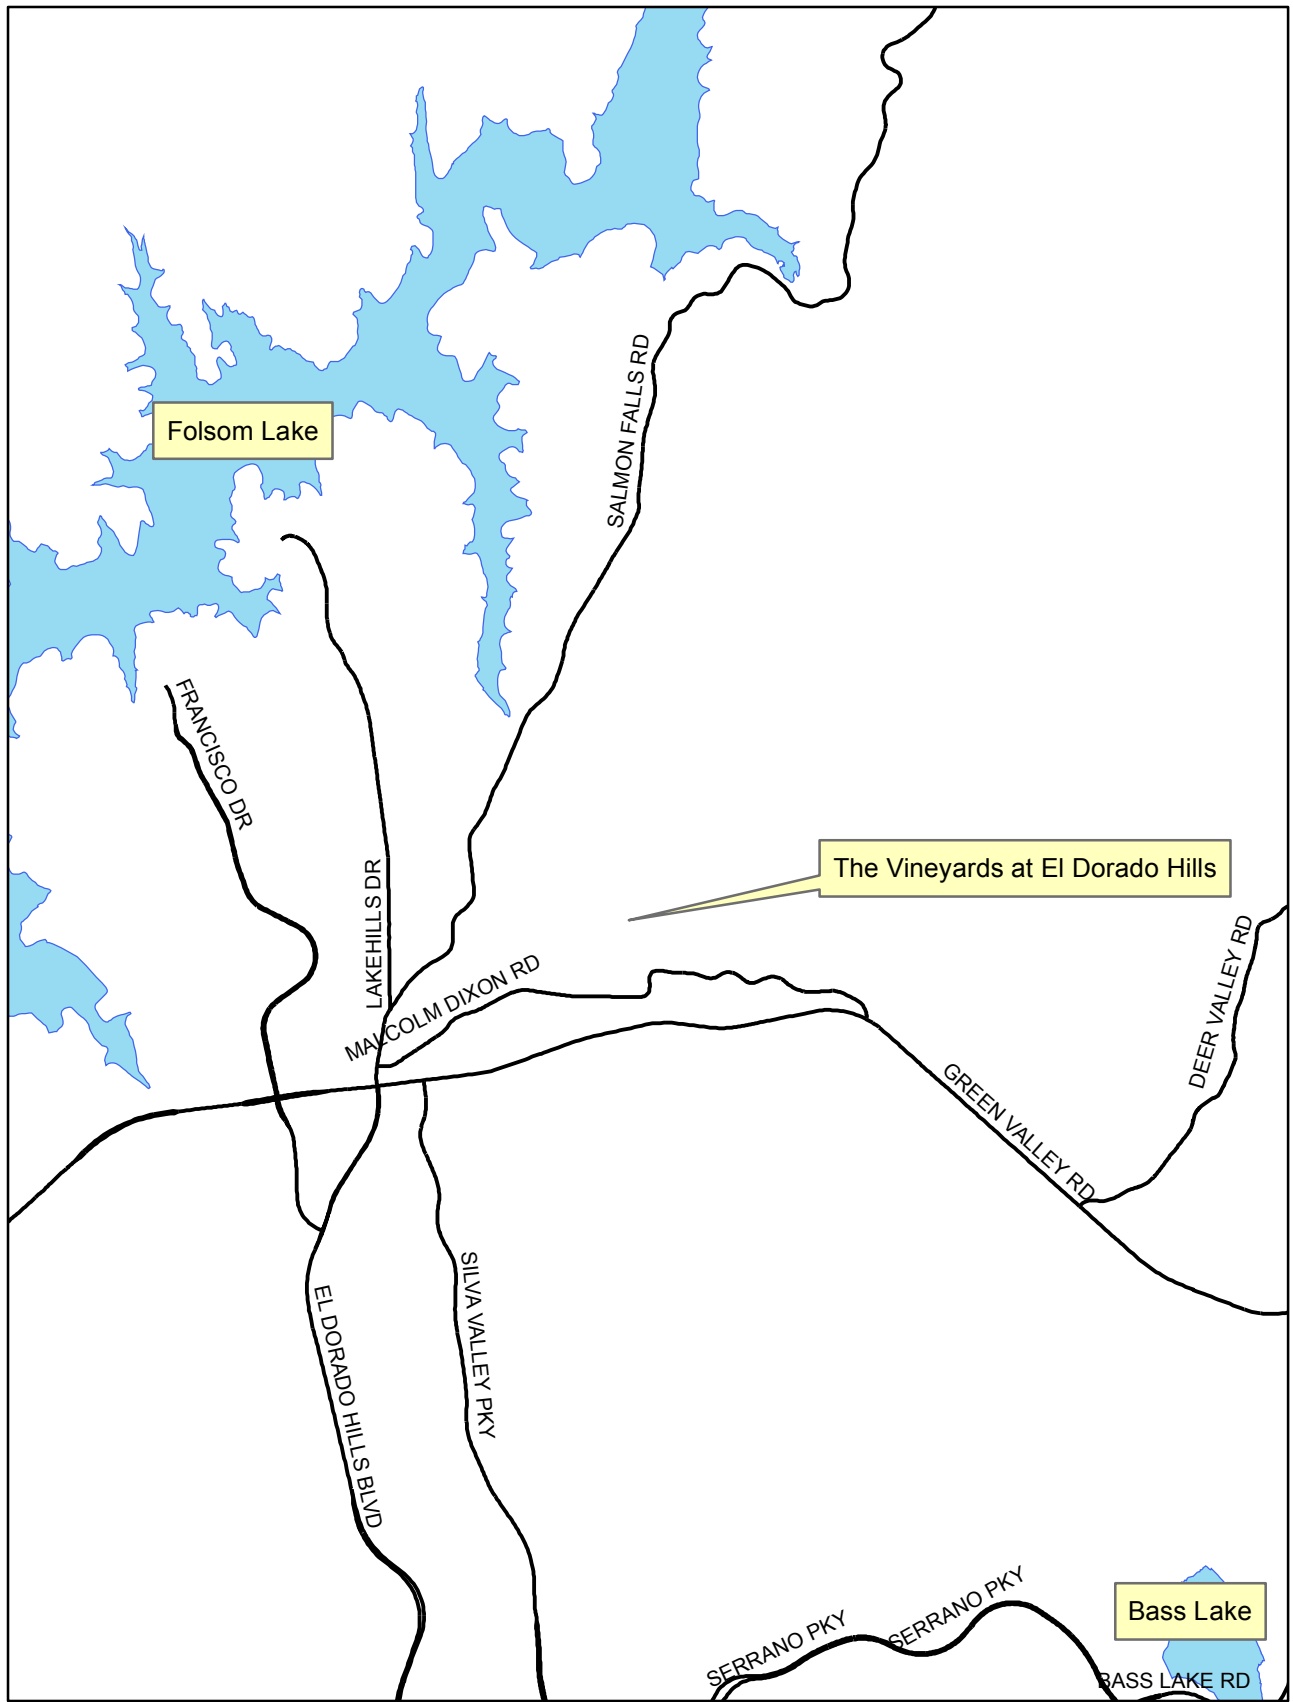 SALMON FALLS RD
Folsom Lake
FRANCISCO DR
LAKEHILLS DR
The Vineyards at El Dorado Hills
MALCOLM DIXON RD
DEER VALLEY RD
GREEN VALLEY RD
SILVA VALLEY PKY
EL DORADO HILLS BLVD
SERRANO PKY
SERRANO PKY
Bass Lake
BASS LAKE RD